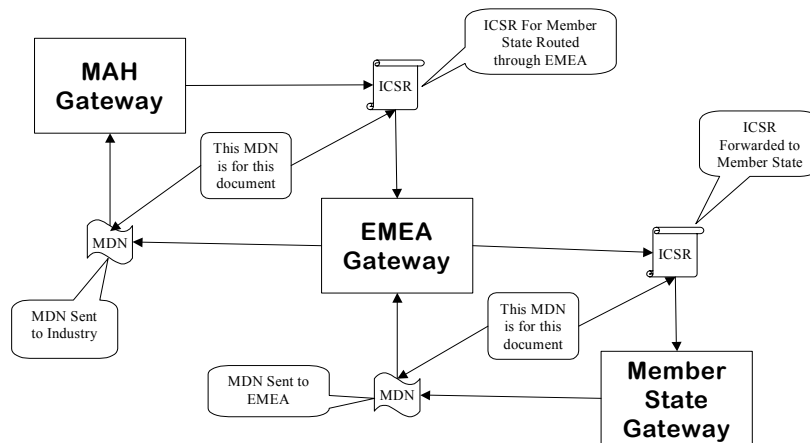 ICSR For Member
State Routed
through EMEA
MAH
Gateway
ICSR
This MDN
is for this
document
ICSR
Forwarded to
Member State
MDN
EMEA
Gateway
ICSR
MDN Sent
to Industry
This MDN
is for this
document
MDN Sent to
EMEA
MDN
Member
State
Gateway